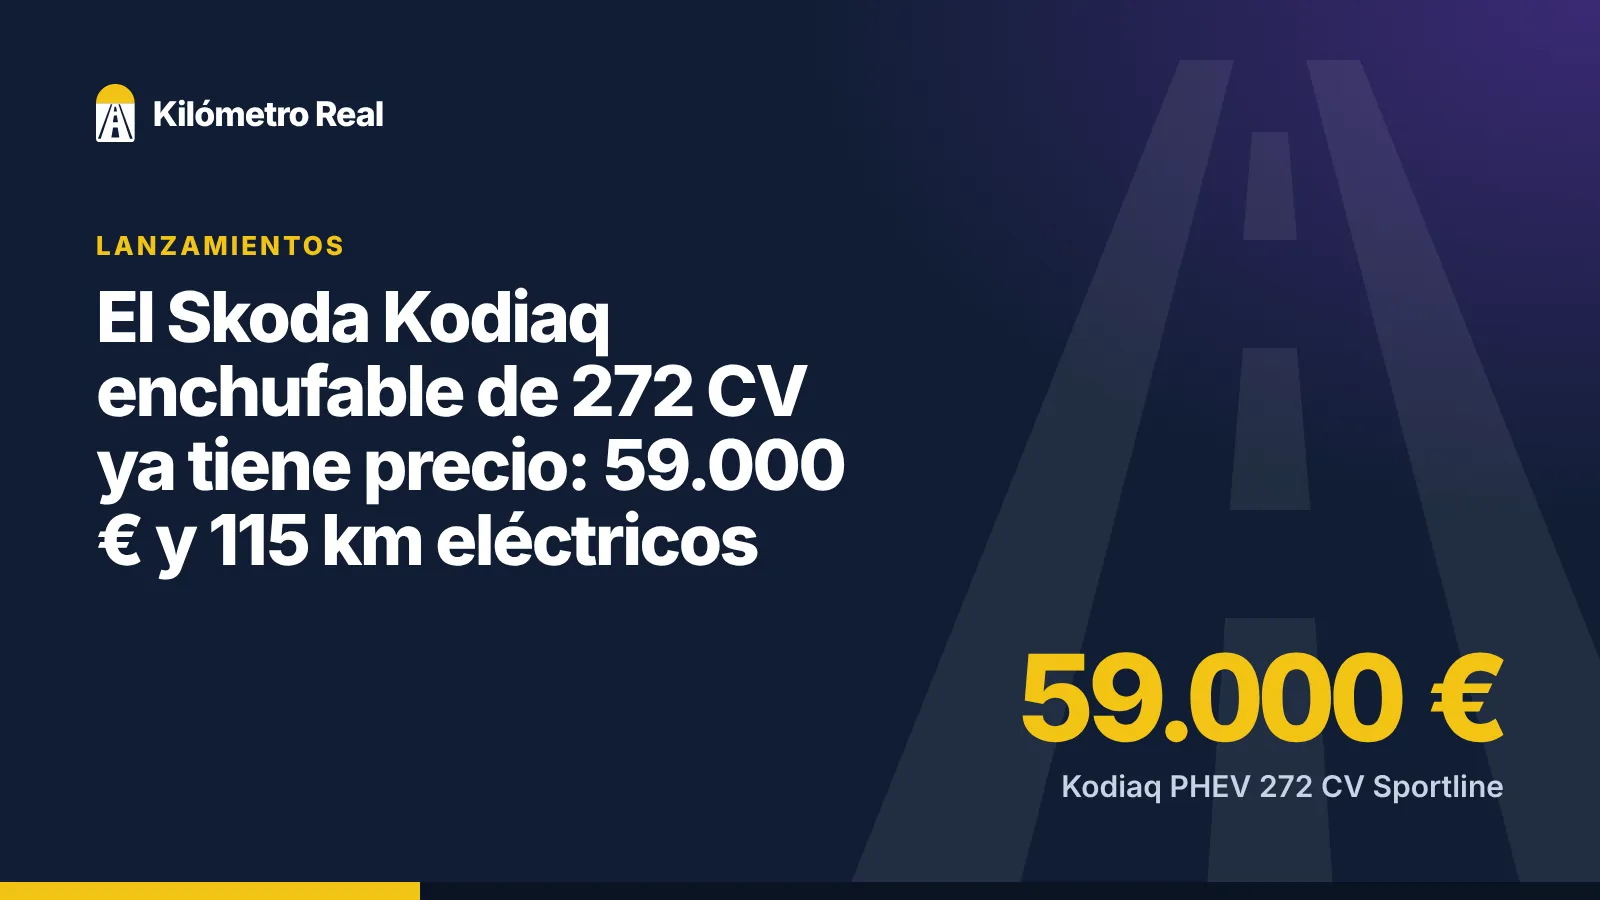 Kilómetro Real
LANZAMIENTOS
El Skoda Kodiaq
enchufable de 272 CV
ya tiene precio: 59.000
€ y 115 km eléctricos
59.000 €
Kodiaq PHEV 272 CV Sportline